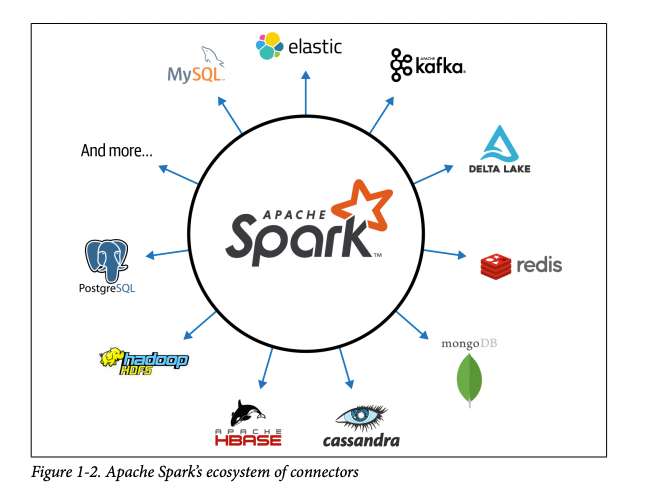 elastic
MySQL™
APACHE
kafka®
And more...
DELTA LAKE
APACHE
Spark™
redis
PostgreSQL
mongoDB
hadoop
HDFS
APACHE
HBASE
cassandra
Figure 1-2. Apache Spark’s ecosystem of connectors